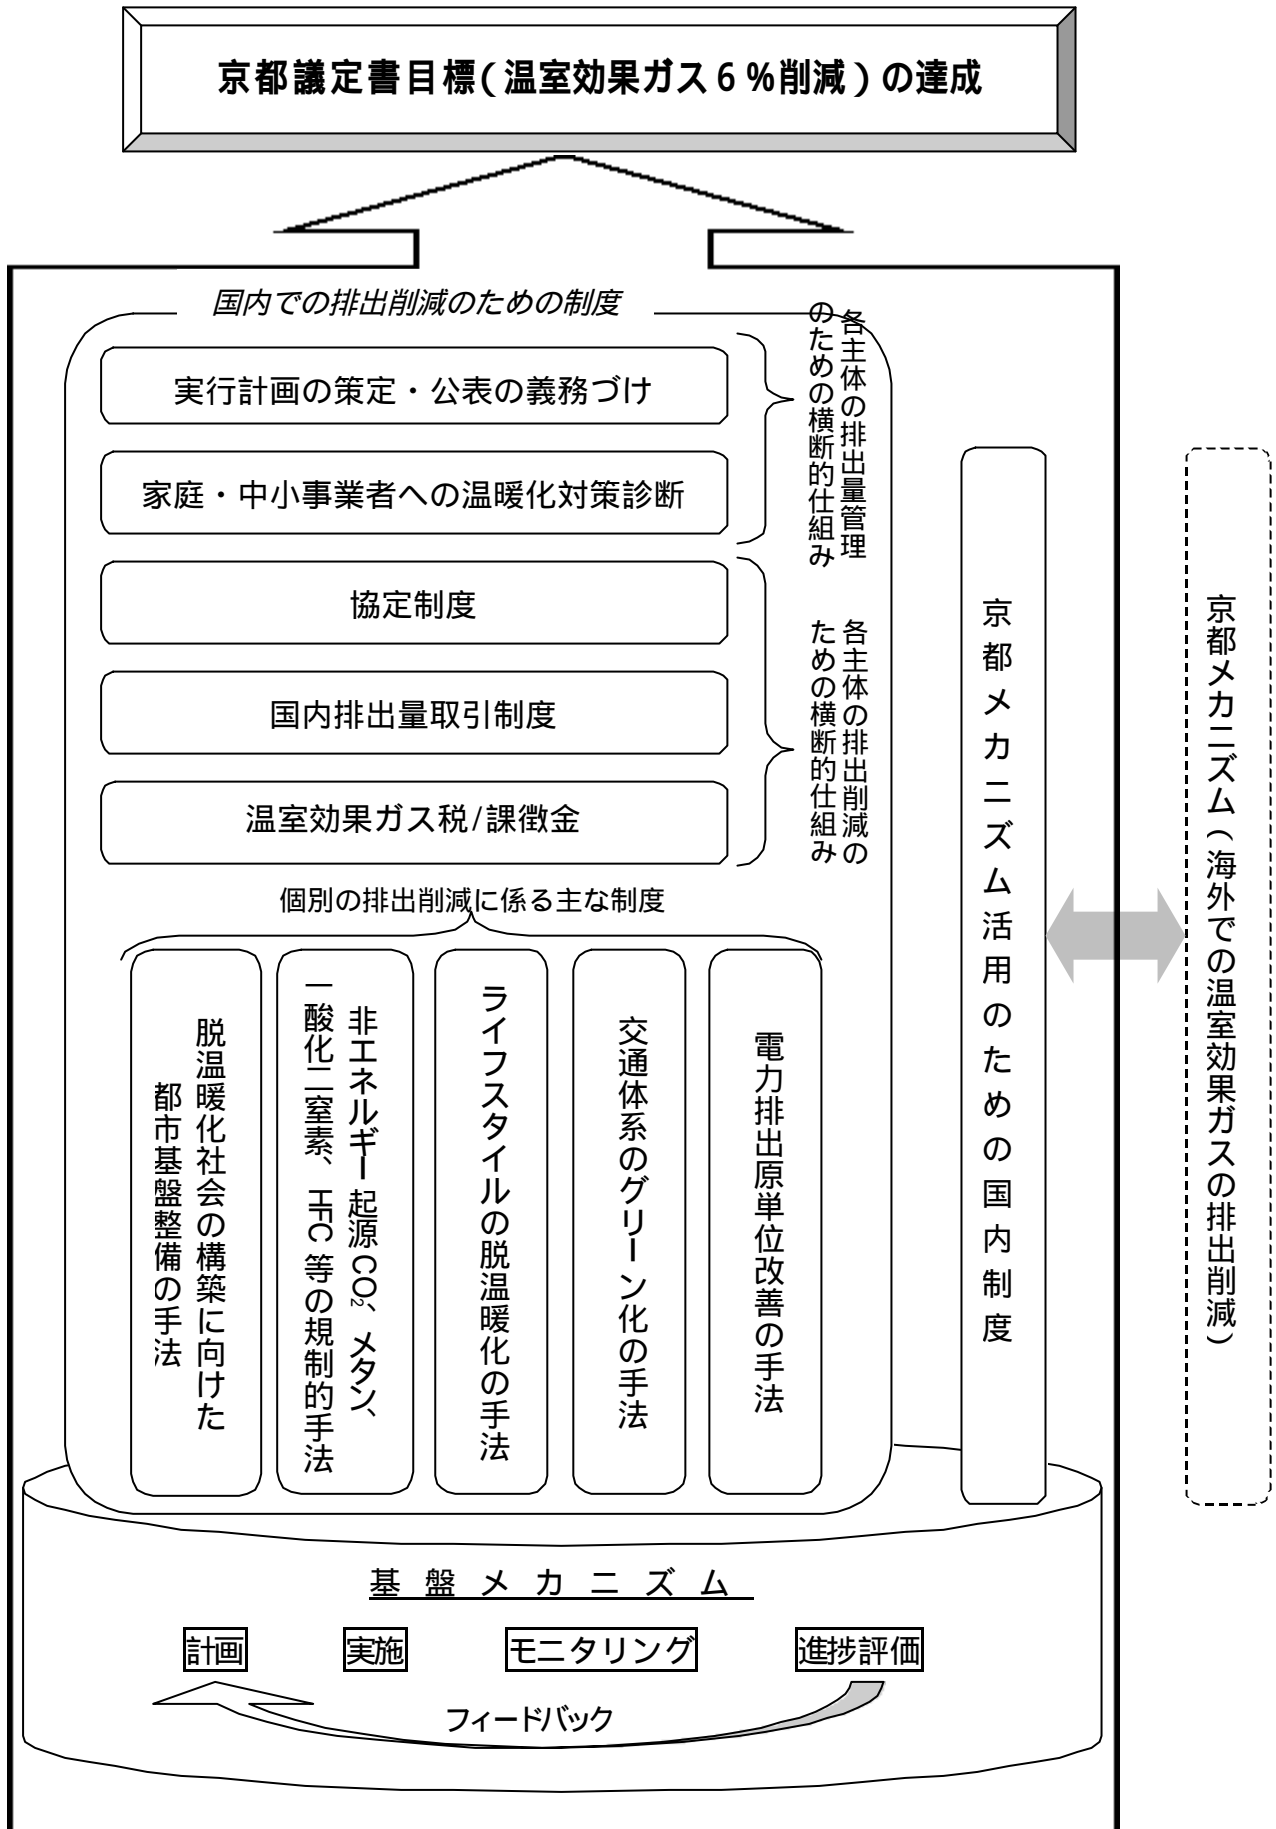 京都議定書目標(温室効果ガス6%削減)の達成
国内での排出削減のための制度
実行計画の策定・公表の義務づけ
家庭・中小事業者への温暖化対策診断
各主体の排出量管理
のための横断的仕組み
協定制度
国内排出量取引制度
温室効果ガス税/課徴金
各主体の排出削減の
ための横断的仕組み
個別の排出削減に係る主な制度
脱温暖化社会の構築に向けた
都市基盤整備の手法
非エネルギー起源CO₂、メタン、
一酸化二窒素、HFC等の規制的手法
ライフスタイルの脱温暖化の手法
交通体系のグリーン化の手法
電力排出原単位改善の手法
京都メカニズム活用のための国内制度
京都メカニズム(海外での温室効果ガスの排出削減)
基盤メカニズム
計画
実施
モニタリング
進捗評価
フィードバック